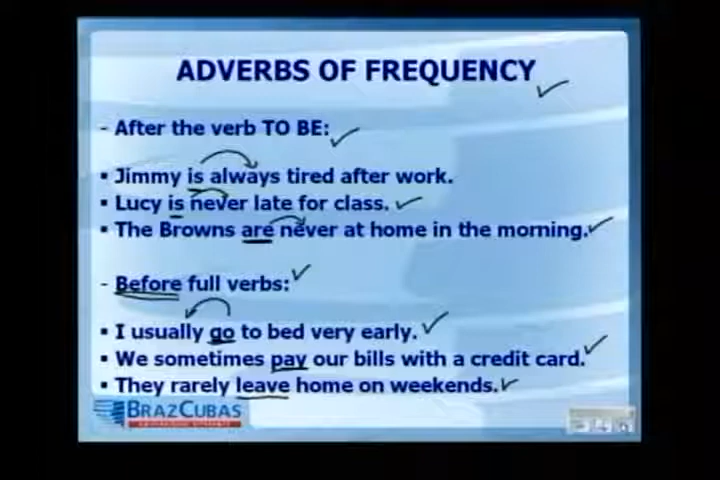 ADVERBS OF FREQUENCY
- After the verb TO BE:
▪ Jimmy is always tired after work.
▪ Lucy is never late for class.
▪ The Browns are never at home in the morning.
- Before full verbs:
▪ I usually go to bed very early.
▪ We sometimes pay our bills with a credit card.
▪ They rarely leave home on weekends.
BRAZCUBAS